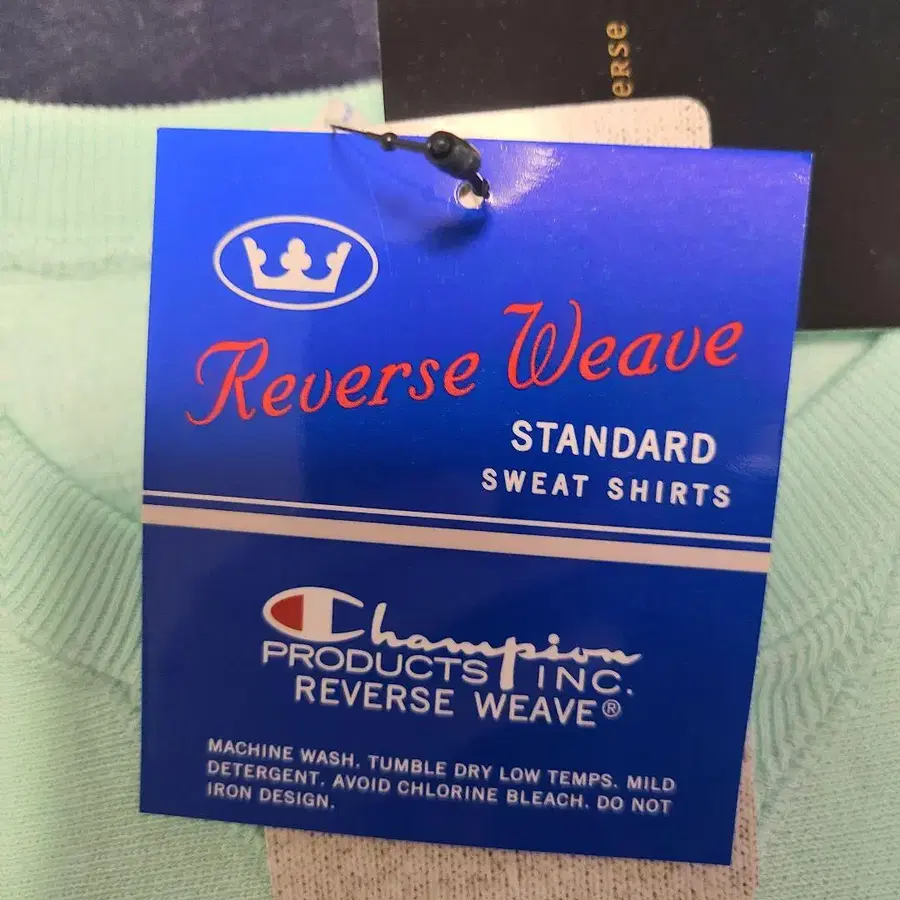 erse
Reverse Weave
STANDARD
SWEAT SHIRTS
Champion
PRODUCTS INC.
REVERSE WEAVE®
MACHINE WASH. TUMBLE DRY LOW TEMPS. MILD
DETERGENT. AVOID CHLORINE BLEACH. DO NOT
IRON DESIGN.